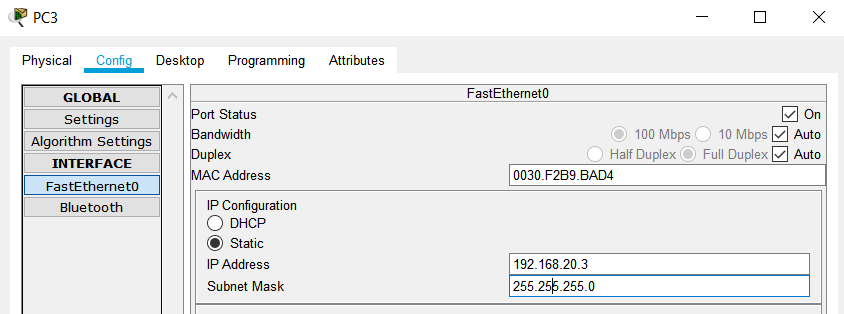 PC3
Physical Config Desktop Programming Attributes
GLOBAL
Settings
Algorithm Settings
INTERFACE
FastEthernet0
Bluetooth
FastEthernet0
Port Status On
Bandwidth 100 Mbps 10 Mbps Auto
Duplex Half Duplex Full Duplex Auto
MAC Address 0030.F2B9.BAD4
IP Configuration
DHCP
Static
IP Address 192.168.20.3
Subnet Mask 255.255.255.0